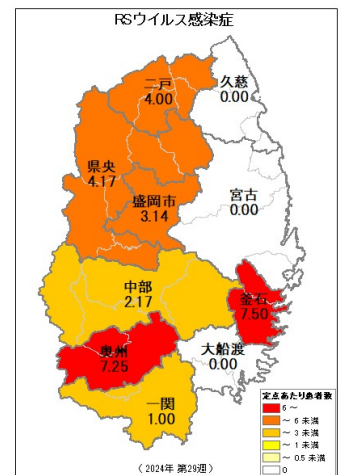 RSウイルス感染症
二戸
4.00
久慈
0.00
県央
4.17
盛岡市
3.14
宮古
0.00
中部
2.17
釜石
7.50
奥州
7.25
大船渡
0.00
一関
1.00
定点あたり患者数
6～
～ 6 未満
～ 3 未満
～ 1 未満
～ 0.5 未満
0
（2024年 第29週）